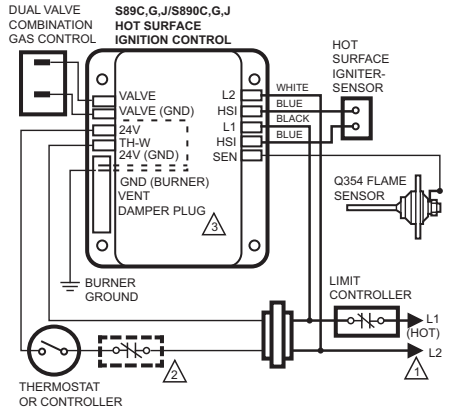 DUAL VALVE
COMBINATION
GAS CONTROL
S89C,G,J/S890C,G,J
HOT SURFACE
IGNITION CONTROL
HOT
SURFACE
IGNITER-
SENSOR
VALVE
VALVE (GND)
24V
TH-W
24V (GND)
GND (BURNER)
VENT
DAMPER PLUG
3
L2
HSI
L1
HSI
SEN
WHITE
BLUE
BLACK
BLUE
Q354 FLAME
SENSOR
BURNER
GROUND
LIMIT
CONTROLLER
L1
(HOT)
L2
1
2
THERMOSTAT
OR CONTROLLER